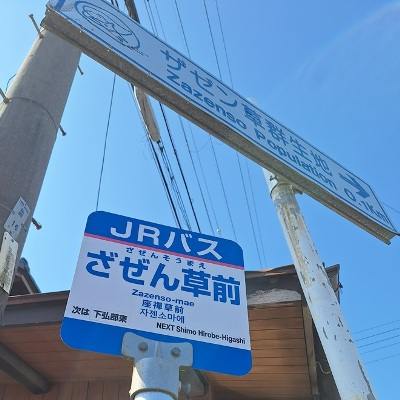 ザゼン草群生地
Zazenso Population 0.1km
JRバス
ざぜんそうまえ
ざぜん草前
Zazenso-mae
座禅草前
자젠소마에
次は 下弘部東
NEXT Shimo Hirobe-Higashi